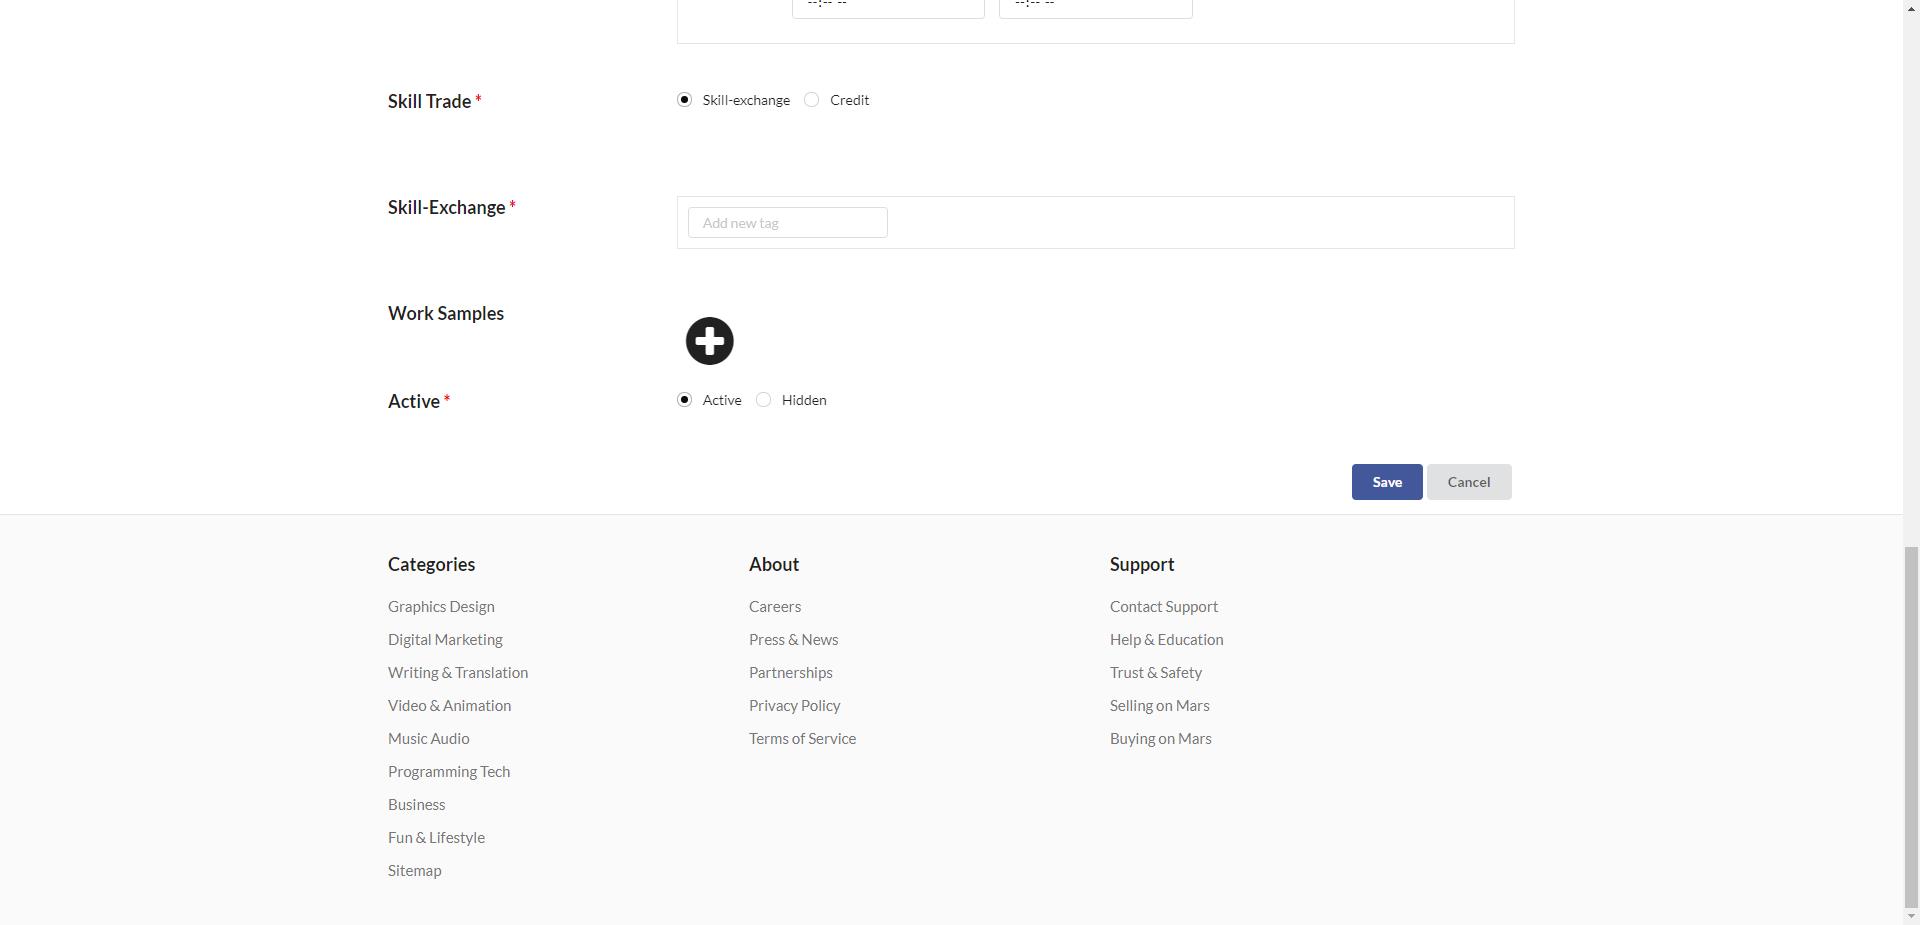 --:-- -- --:-- --
Skill Trade * Skill-exchange Credit
Skill-Exchange * Add new tag
Work Samples
Active * Active Hidden
Save Cancel
Categories
Graphics Design
Digital Marketing
Writing & Translation
Video & Animation
Music Audio
Programming Tech
Business
Fun & Lifestyle
Sitemap
About
Careers
Press & News
Partnerships
Privacy Policy
Terms of Service
Support
Contact Support
Help & Education
Trust & Safety
Selling on Mars
Buying on Mars